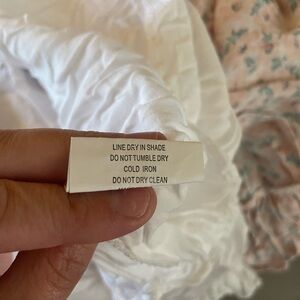 LINE DRY IN SHADE
DO NOT TUMBLE DRY
COLD IRON
DO NOT DRY CLEAN